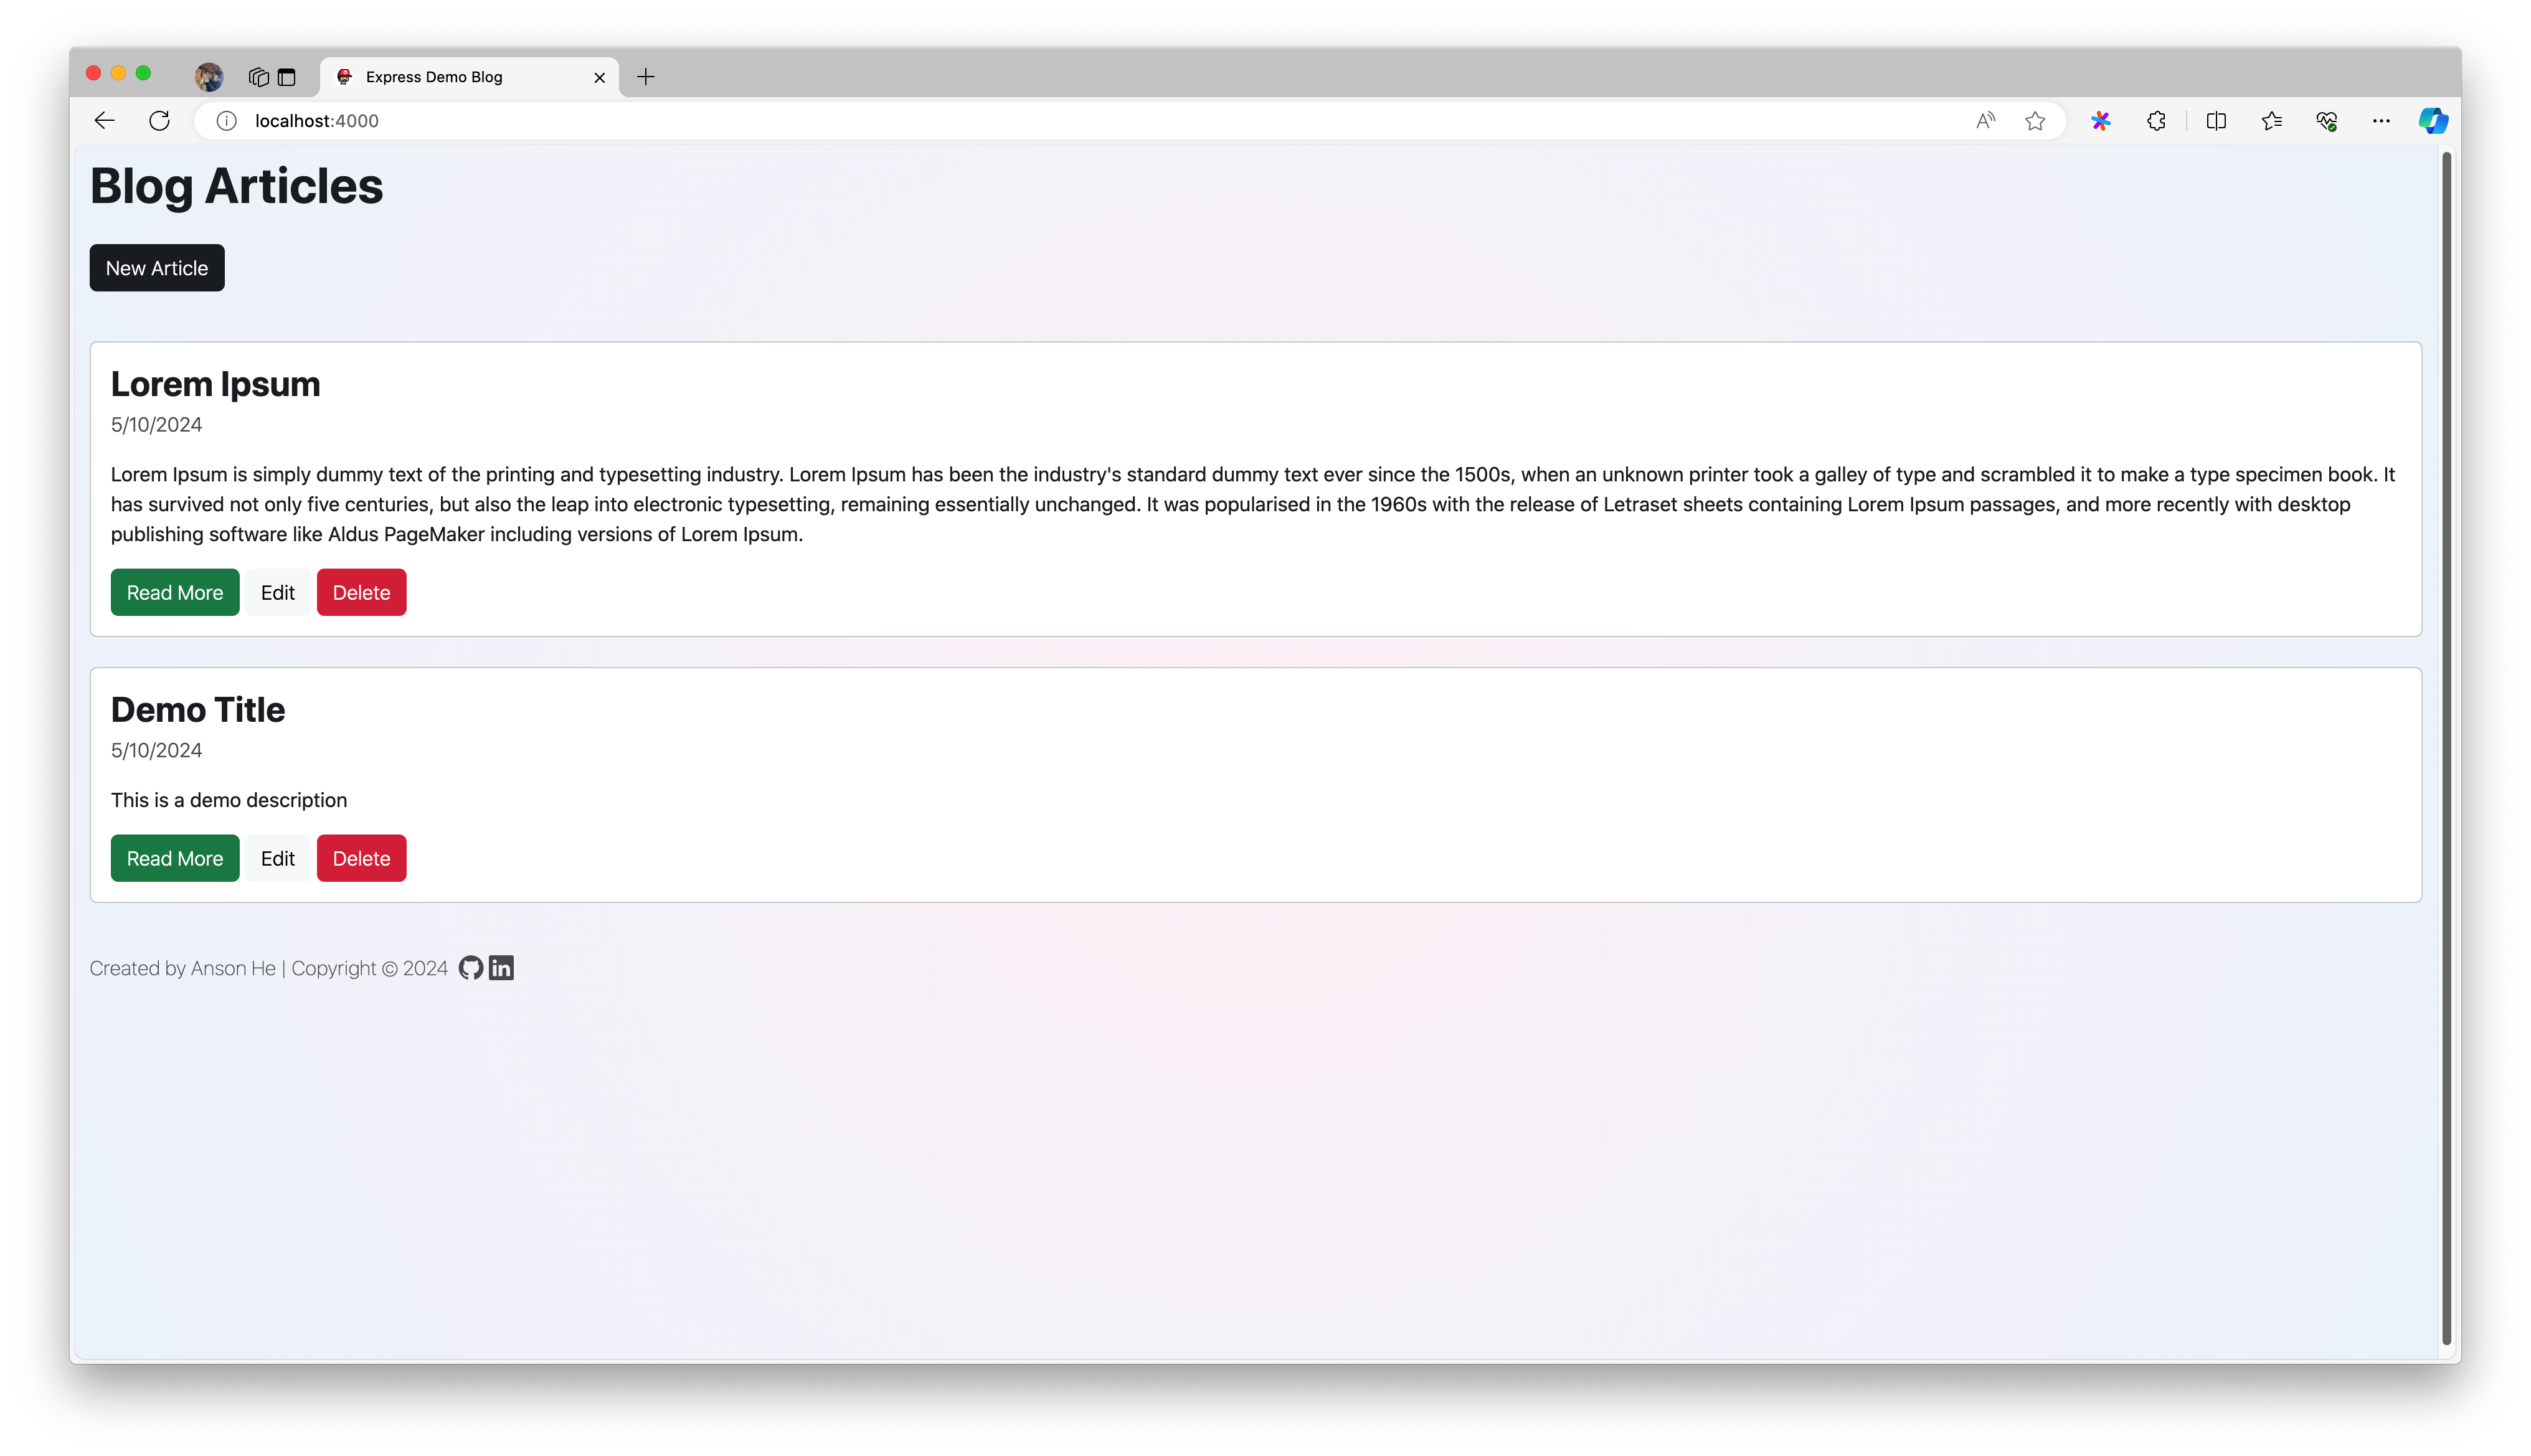 Express Demo Blog
localhost:4000
Blog Articles
New Article
Lorem Ipsum
5/10/2024
Lorem Ipsum is simply dummy text of the printing and typesetting industry. Lorem Ipsum has been the industry's standard dummy text ever since the 1500s, when an unknown printer took a galley of type and scrambled it to make a type specimen book. It
has survived not only five centuries, but also the leap into electronic typesetting, remaining essentially unchanged. It was popularised in the 1960s with the release of Letraset sheets containing Lorem Ipsum passages, and more recently with desktop
publishing software like Aldus PageMaker including versions of Lorem Ipsum.
Read More Edit Delete
Demo Title
5/10/2024
This is a demo description
Read More Edit Delete
Created by Anson He | Copyright © 2024